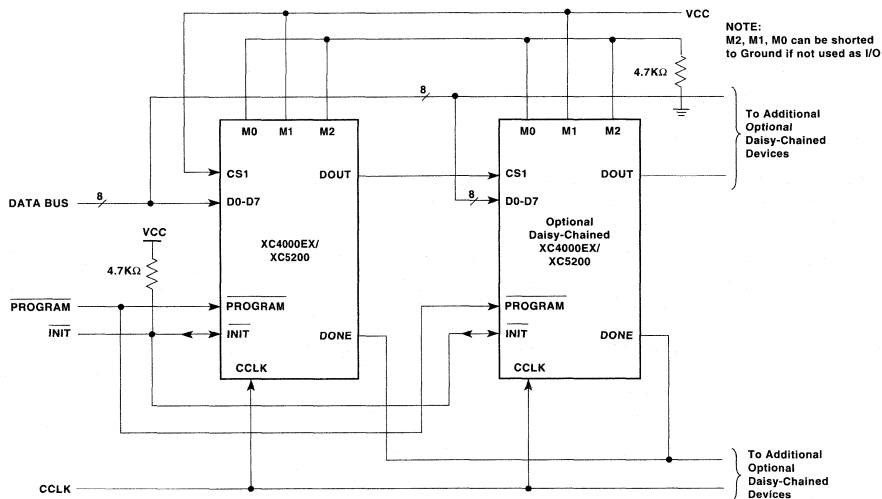 VCC
NOTE:
M2, M1, M0 can be shorted
to Ground if not used as I/O
4.7KΩ
8
To Additional
Optional
Daisy-Chained
Devices
M0 M1 M2
M0 M1 M2
CS1
DOUT
CS1
DOUT
DATA BUS
8
D0-D7
8
D0-D7
VCC
4.7KΩ
XC4000EX/
XC5200
Optional
Daisy-Chained
XC4000EX/
XC5200
PROGRAM
PROGRAM
PROGRAM
INIT
INIT
DONE
INIT
DONE
CCLK
CCLK
To Additional
Optional
Daisy-Chained
Devices
CCLK